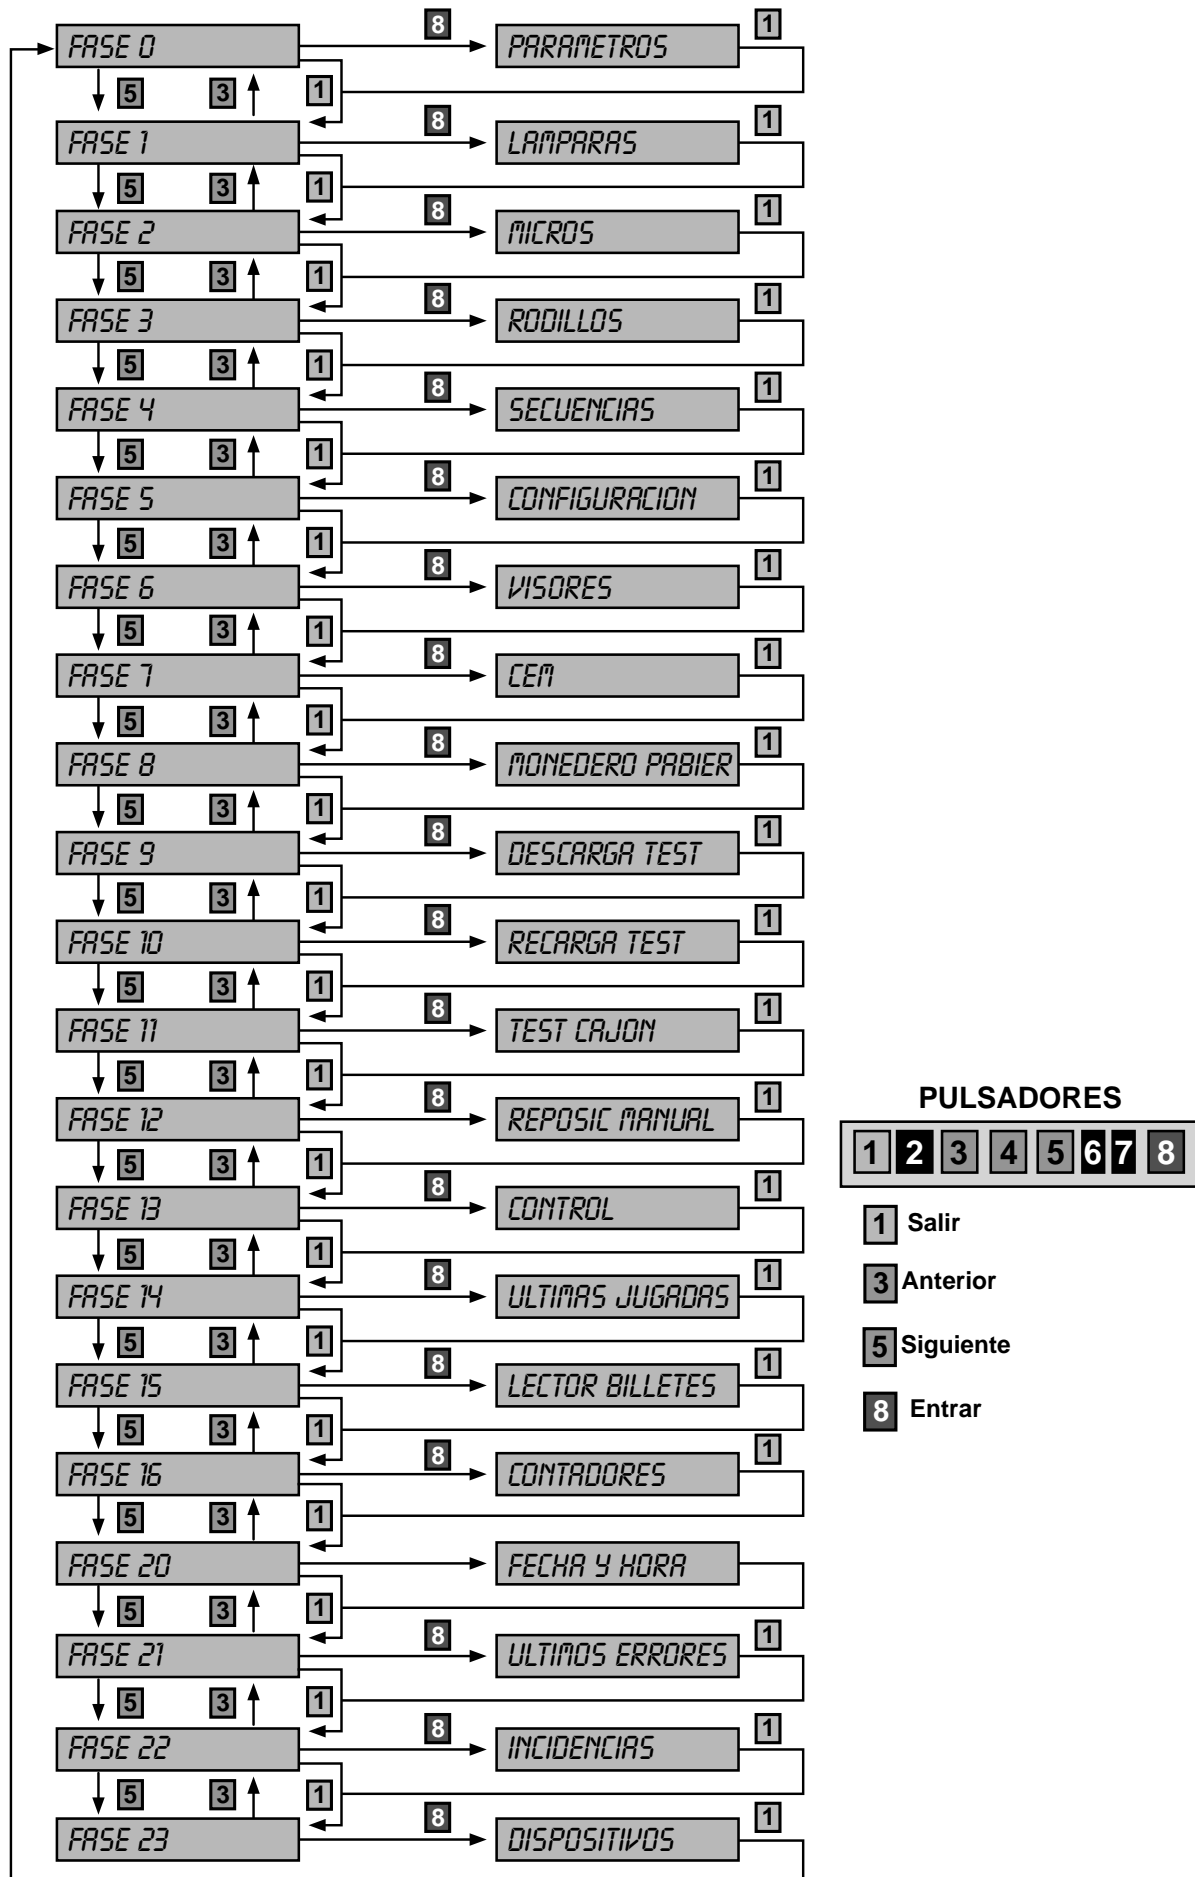 8 1
FASE 0 PARAMETROS
5 3 1
8 1
FASE 1 LAMPARAS
5 3 1
8 1
FASE 2 MICROS
5 3 1
8 1
FASE 3 RODILLOS
5 3 1
8 1
FASE 4 SECUENCIAS
5 3 1
8 1
FASE 5 CONFIGURACION
5 3 1
8 1
FASE 6 VISORES
5 3 1
8 1
FASE 7 CEM
5 3 1
8 1
FASE 8 MONEDERO PABIER
5 3 1
8 1
FASE 9 DESCARGA TEST
5 3 1
8 1
FASE 10 RECARGA TEST
5 3 1
8 1
FASE 11 TEST CAJON
5 3 1
8 1
FASE 12 REPOSIC MANUAL
5 3 1
8 1
FASE 13 CONTROL
5 3 1
8 1
FASE 14 ULTIMAS JUGADAS
5 3 1
8 1
FASE 15 LECTOR BILLETES
5 3 1
8 1
FASE 16 CONTADORES
5 3 1
FASE 20 FECHA Y HORA
5 3 1
8 1
FASE 21 ULTIMOS ERRORES
5 3 1
8 1
FASE 22 INCIDENCIAS
5 3 1
8 1
FASE 23 DISPOSITIVOS
PULSADORES
1 2 3 4 5 6 7 8
1 Salir
3 Anterior
5 Siguiente
8 Entrar